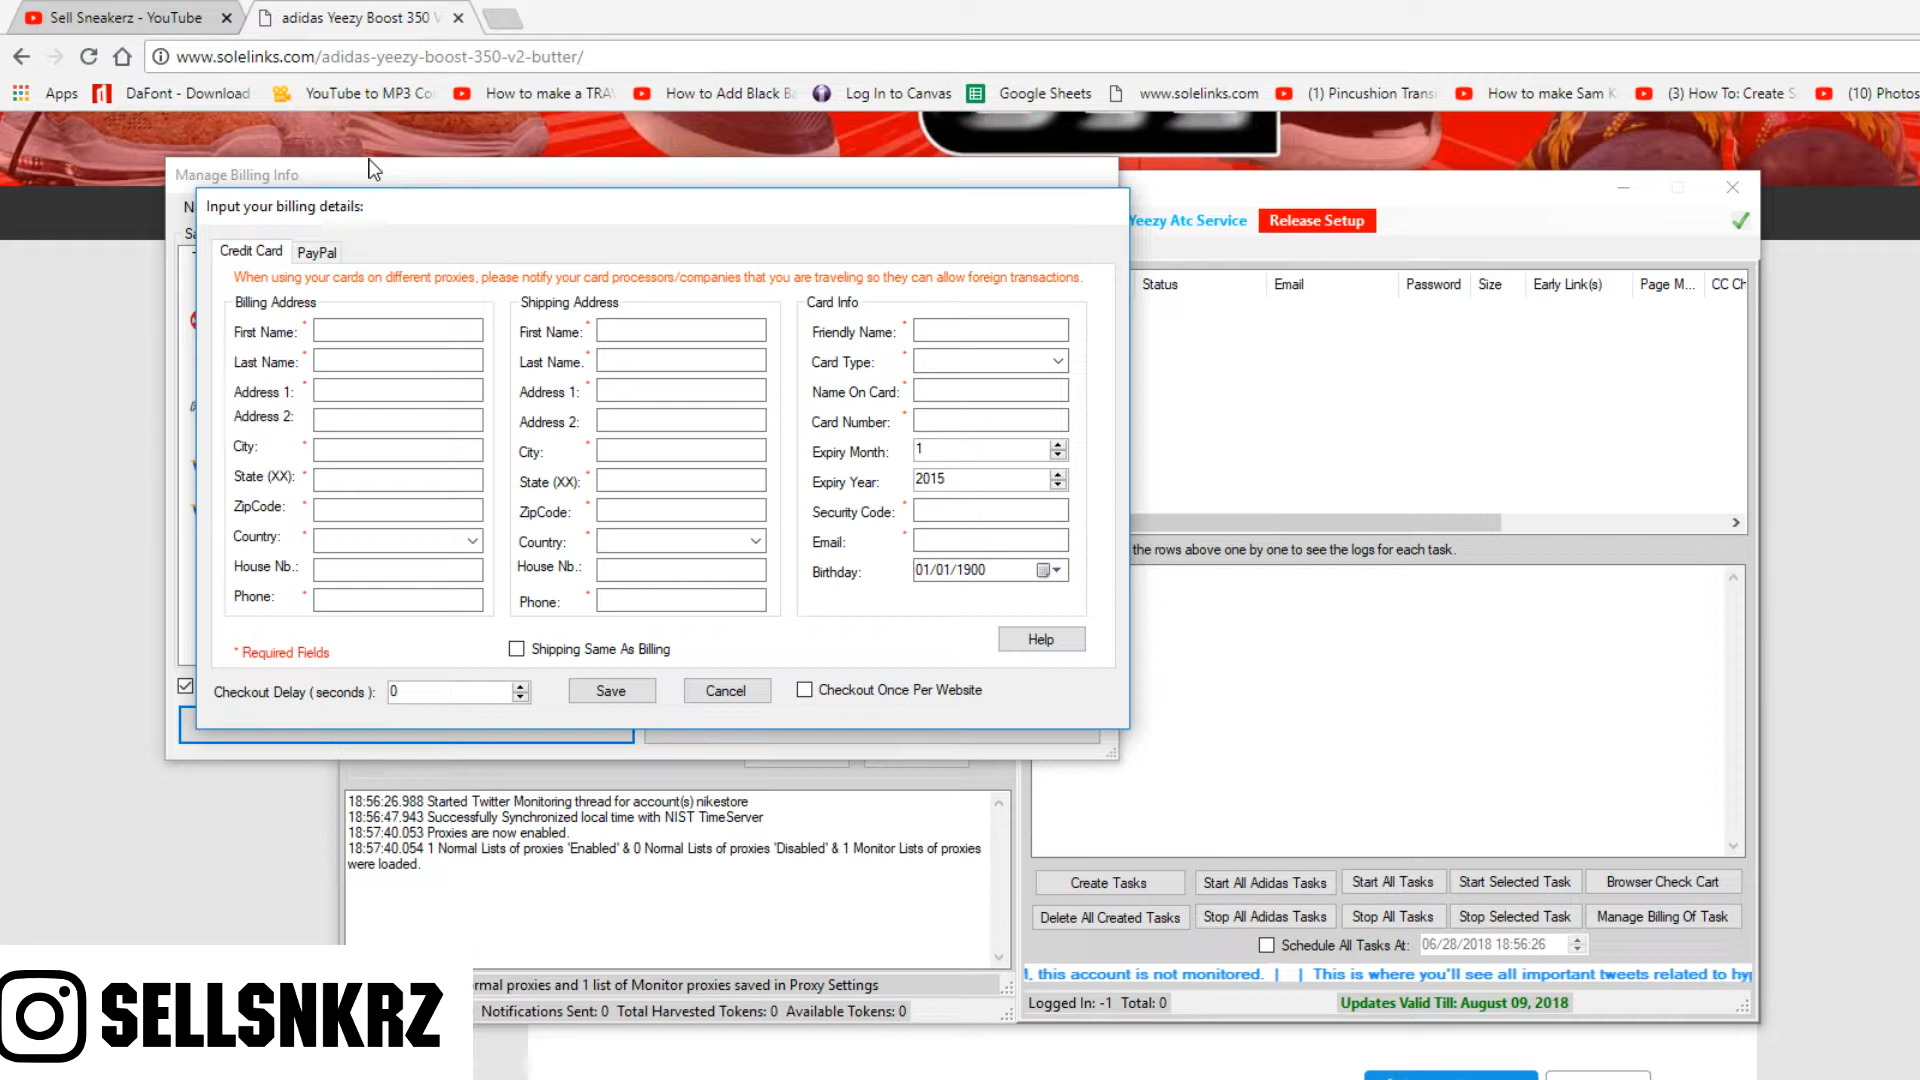 Sell Sneakerz - YouTube
adidas Yeezy Boost 350 V
www.solelinks.com/adidas-yeezy-boost-350-v2-butter/
Apps
DaFont - Download
YouTube to MP3 Co
How to make a TRA
How to Add Black B
Log In to Canvas
Google Sheets
www.solelinks.com
(1) Pincushion Trans
How to make Sam K
(3) How To: Create S
(10) Photos
Manage Billing Info
Input your billing details:
Credit Card
PayPal
When using your cards on different proxies, please notify your card processors/companies that you are traveling so they can allow foreign transactions.
Billing Address
First Name: *
Last Name: *
Address 1: *
Address 2:
City: *
State (XX): *
ZipCode: *
Country: *
House Nb.:
Phone: *
Shipping Address
First Name: *
Last Name. *
Address 1: *
Address 2:
City: *
State (XX): *
ZipCode: *
Country: *
House Nb.:
Phone: *
Card Info
Friendly Name: *
Card Type: *
Name On Card: *
Card Number: *
Expiry Month: 1
Expiry Year: 2015
Security Code: *
Email: *
Birthday: 01/01/1900
Help
* Required Fields
Shipping Same As Billing
Checkout Delay ( seconds ): 0
Save
Cancel
Checkout Once Per Website
Yeezy Atc Service
Release Setup
Status
Email
Password
Size
Early Link(s)
Page M...
CC Ch
the rows above one by one to see the logs for each task.
18:56:26.988 Started Twitter Monitoring thread for account(s) nikestore
18:56:47.943 Successfully Synchronized local time with NIST TimeServer
18:57:40.053 Proxies are now enabled.
18:57:40.054 1 Normal Lists of proxies 'Enabled' & 0 Normal Lists of proxies 'Disabled' & 1 Monitor Lists of proxies
were loaded.
Create Tasks
Start All Adidas Tasks
Start All Tasks
Start Selected Task
Browser Check Cart
Delete All Created Tasks
Stop All Adidas Tasks
Stop All Tasks
Stop Selected Task
Manage Billing Of Task
Schedule All Tasks At: 06/28/2018 18:56:26
, this account is not monitored. | | This is where you'll see all important tweets related to hyp
rmal proxies and 1 list of Monitor proxies saved in Proxy Settings
Logged In: -1 Total: 0
Updates Valid Till: August 09, 2018
Notifications Sent: 0 Total Harvested Tokens: 0 Available Tokens: 0
SELLSNKRZ